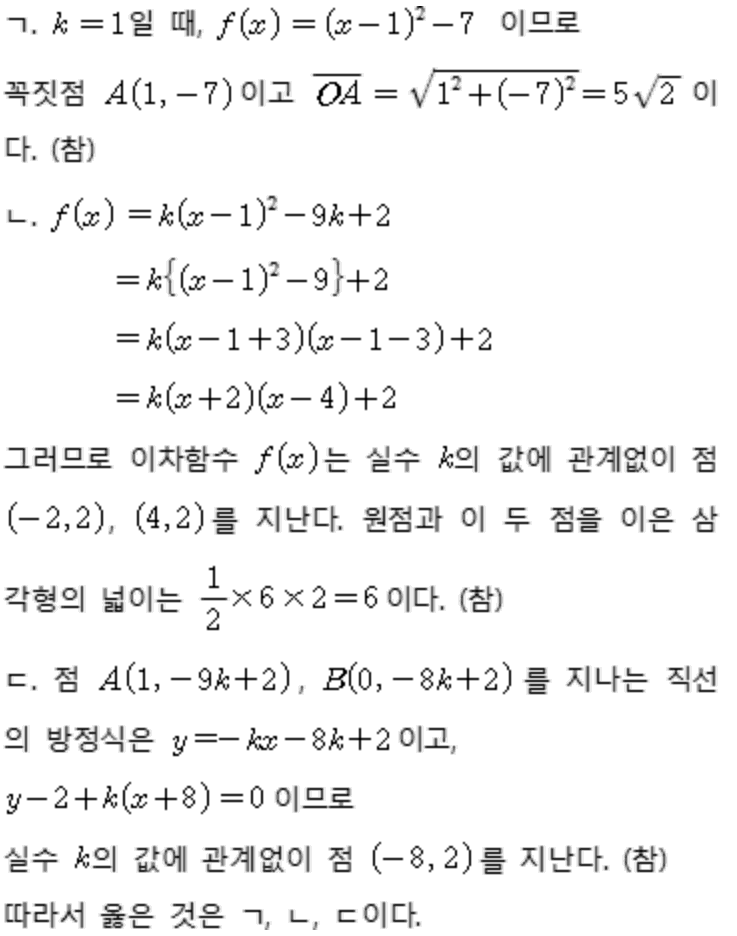 ㄱ. k=1일 때, f(x)=(x−1)²−7 이므로
꼭짓점 A(1,−7)이고 \overline{OA}=√(1²+(−7)²)=5√2 이
다. (참)
ㄴ. f(x)=k(x−1)²−9k+2
=k{(x−1)²−9}+2
=k(x−1+3)(x−1−3)+2
=k(x+2)(x−4)+2
그러므로 이차함수 f(x)는 실수 k의 값에 관계없이 점
(−2,2), (4,2)를 지난다. 원점과 이 두 점을 이은 삼
각형의 넓이는 1/2×6×2=6이다. (참)
ㄷ. 점 A(1,−9k+2), B(0,−8k+2)를 지나는 직선
의 방정식은 y=−kx−8k+2이고,
y−2+k(x+8)=0이므로
실수 k의 값에 관계없이 점 (−8,2)를 지난다. (참)
따라서 옳은 것은 ㄱ, ㄴ, ㄷ이다.